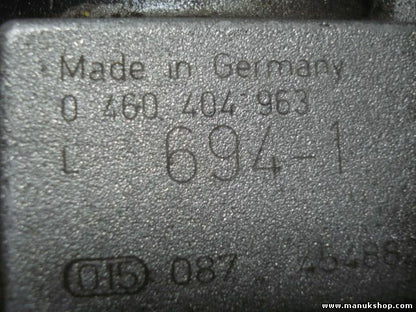 Made in Germany
0 460 404 963
L 694-1
015 087
www.manukshop.com